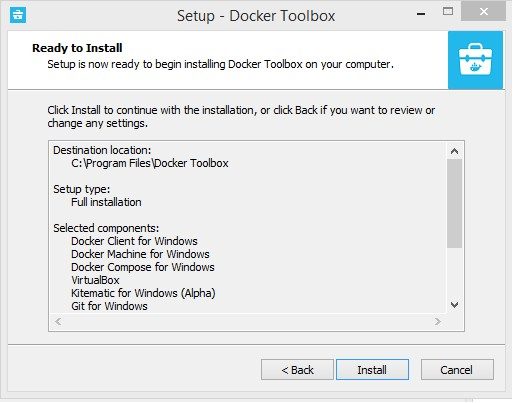 Setup - Docker Toolbox
Ready to Install
Setup is now ready to begin installing Docker Toolbox on your computer.
Click Install to continue with the installation, or click Back if you want to review or
change any settings.
Destination location:
C:\Program Files\Docker Toolbox
Setup type:
Full installation
Selected components:
Docker Client for Windows
Docker Machine for Windows
Docker Compose for Windows
VirtualBox
Kitematic for Windows (Alpha)
Git for Windows
< Back
Install
Cancel